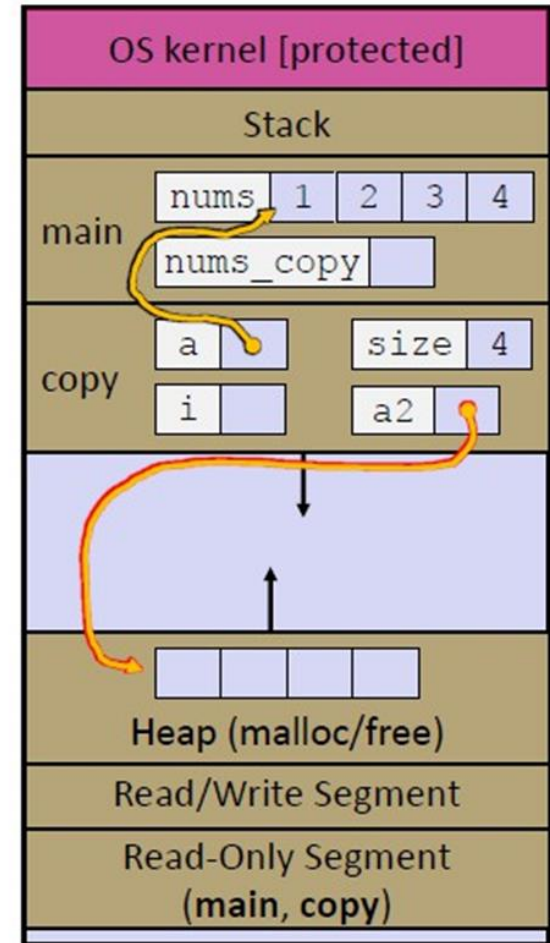 OS kernel [protected]
Stack
main
nums 1 2 3 4
nums_copy
copy
a size 4
i a2
Heap (malloc/free)
Read/Write Segment
Read-Only Segment
(main, copy)